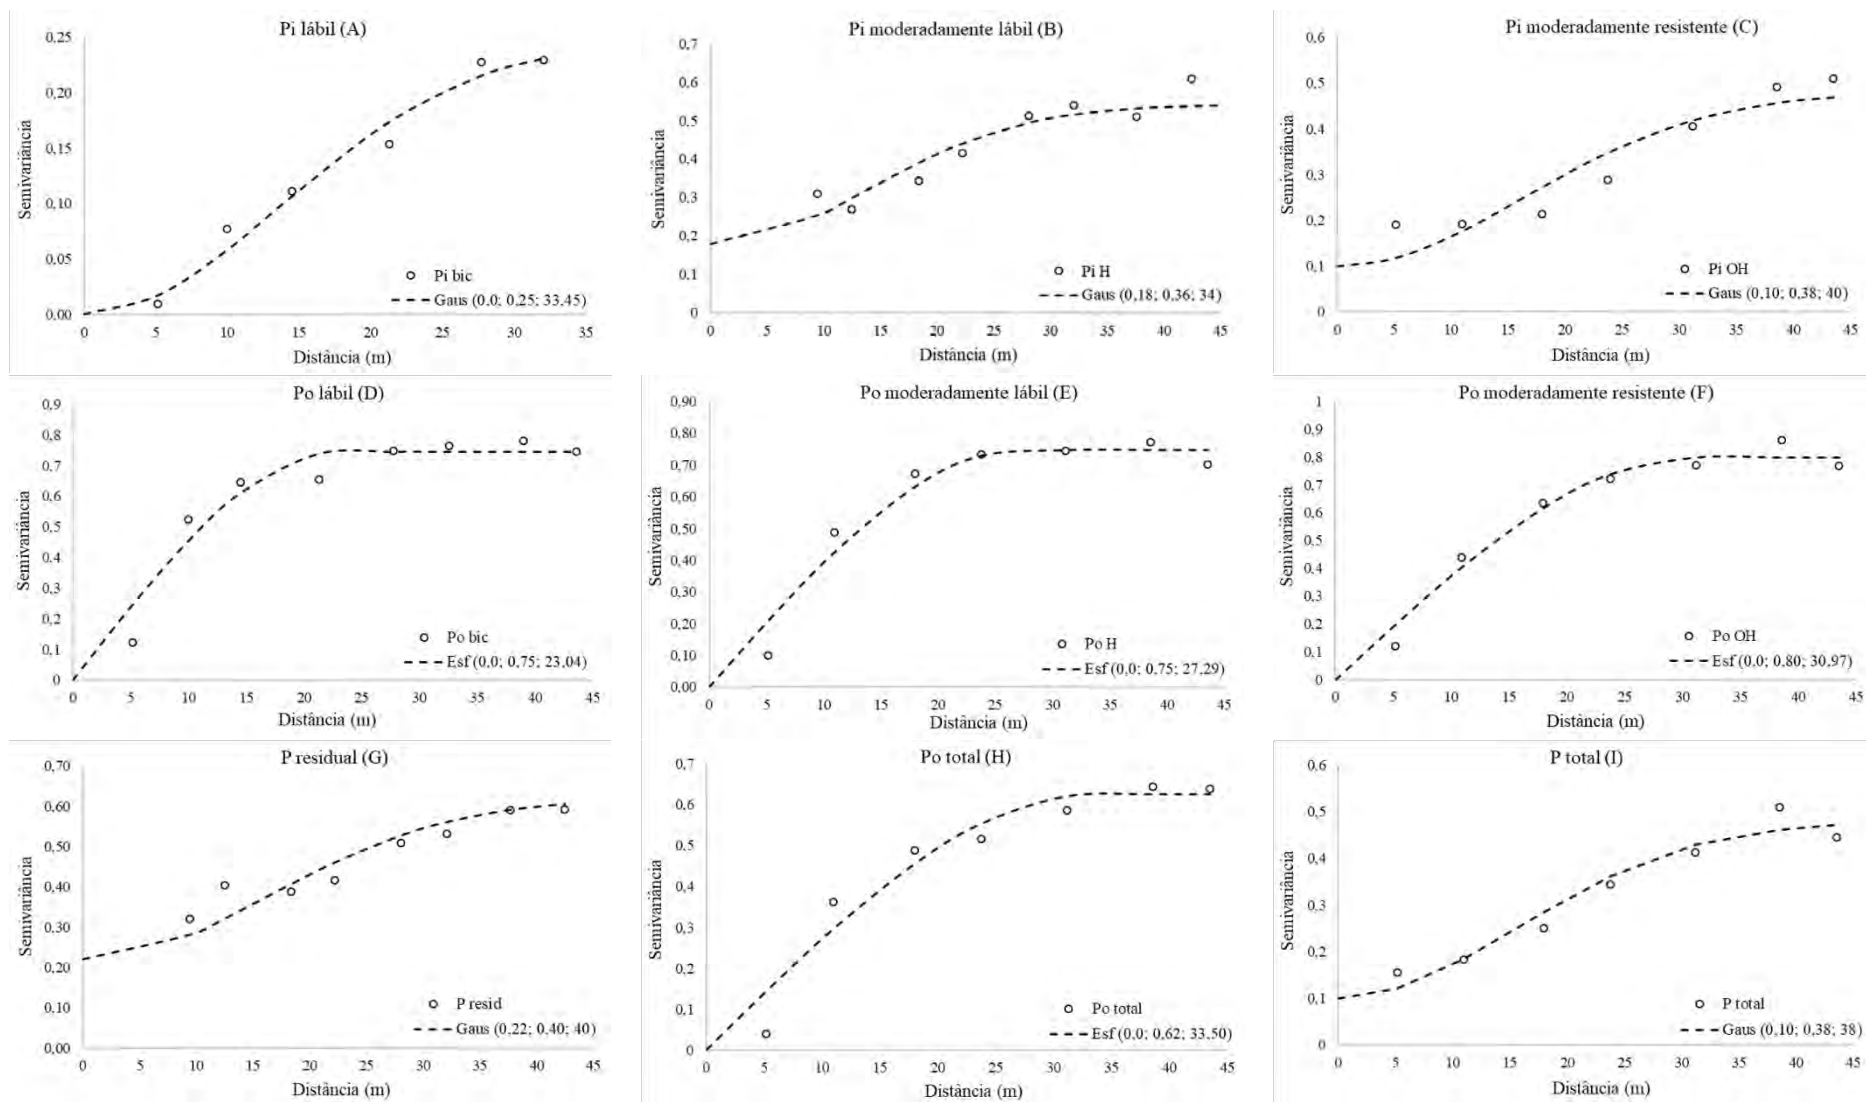 Pi lábil (A)
0,25
0,20
0,15
0,10
0,05
0,00
Semivariância
0 5 10 15 20 25 30 35
Distância (m)
Pi bic
Gaus (0,0; 0,25; 33,45)
Pi moderadamente lábil (B)
0,7
0,6
0,5
0,4
0,3
0,2
0,1
0
Semivariância
0 5 10 15 20 25 30 35 40 45
Distância (m)
Pi H
Gaus (0,18; 0,36; 34)
Pi moderadamente resistente (C)
0,6
0,5
0,4
0,3
0,2
0,1
0
Semivariância
0 5 10 15 20 25 30 35 40 45
Distância (m)
Pi OH
Gaus (0,10; 0,38; 40)
Po lábil (D)
0,9
0,8
0,7
0,6
0,5
0,4
0,3
0,2
0,1
0
Semivariância
0 5 10 15 20 25 30 35 40 45
Distância (m)
Po bic
Esf (0,0; 0,75; 23,04)
Po moderadamente lábil (E)
0,90
0,80
0,70
0,60
0,50
0,40
0,30
0,20
0,10
0,00
Semivariância
0 5 10 15 20 25 30 35 40 45
Distância (m)
Po H
Esf (0,0; 0,75; 27,29)
Po moderadamente resistente (F)
1
0,9
0,8
0,7
0,6
0,5
0,4
0,3
0,2
0,1
0
Semivariância
0 5 10 15 20 25 30 35 40 45
Distância (m)
Po OH
Esf (0,0; 0,80; 30,97)
P residual (G)
0,70
0,60
0,50
0,40
0,30
0,20
0,10
0,00
Semivariância
0 5 10 15 20 25 30 35 40 45
Distância (m)
P resid
Gaus (0,22; 0,40; 40)
Po total (H)
0,7
0,6
0,5
0,4
0,3
0,2
0,1
0
Semivariância
0 5 10 15 20 25 30 35 40 45
Distância (m)
Po total
Esf (0,0; 0,62; 33,50)
P total (I)
0,6
0,5
0,4
0,3
0,2
0,1
0
Semivariância
0 5 10 15 20 25 30 35 40 45
Distância (m)
P total
Gaus (0,10; 0,38; 38)